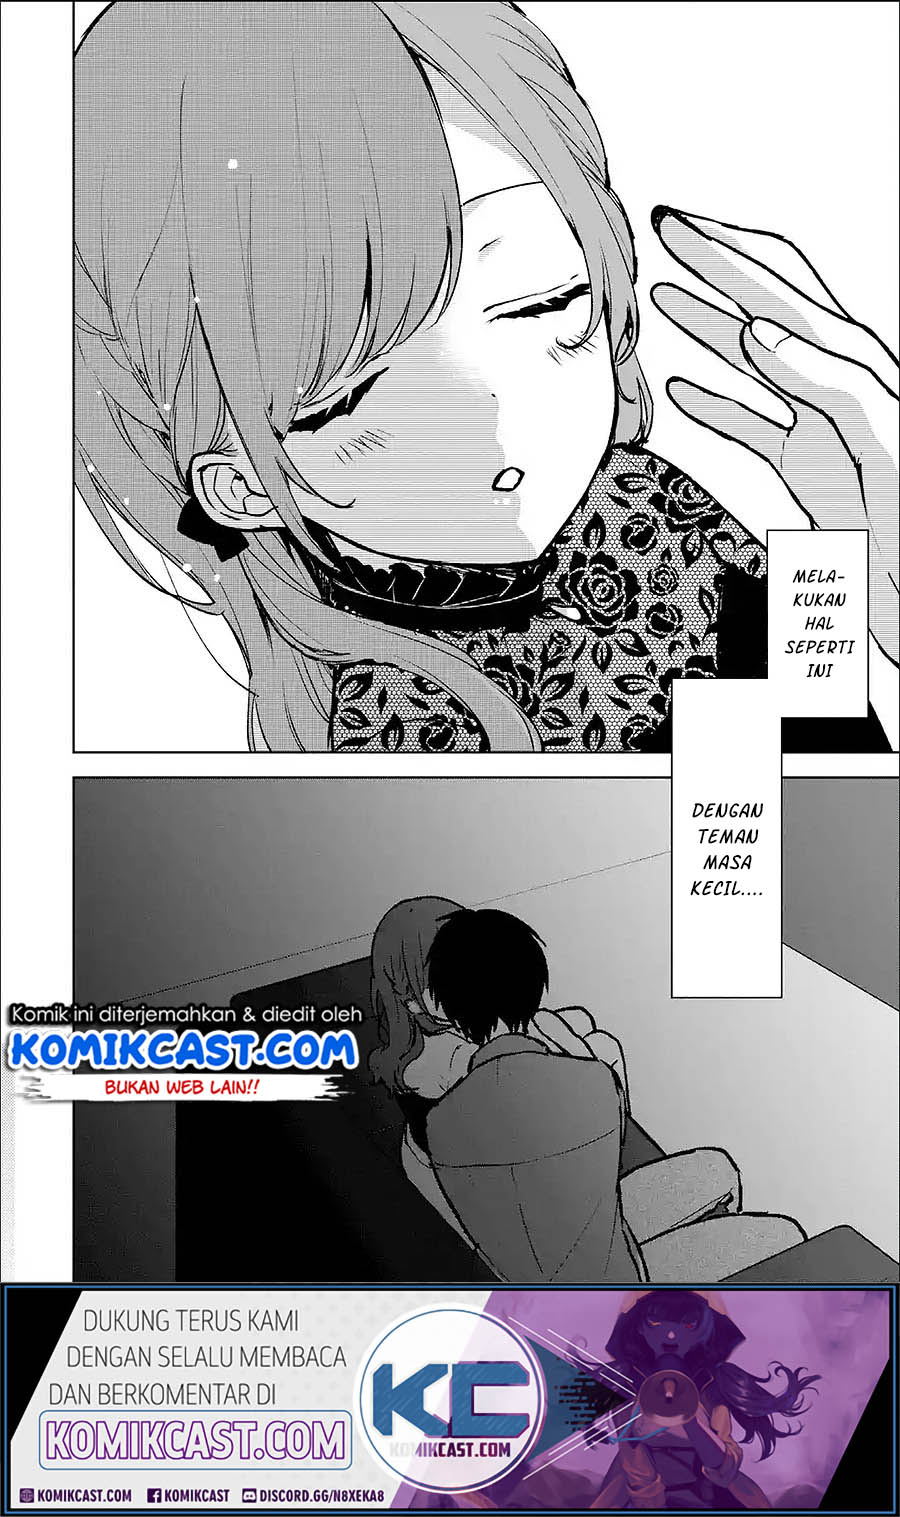 MELA-
KUKAN
HAL
SEPERTI
INI
DENGAN
TEMAN
MASA
KECIL....
Komik ini diterjemahkan & diedit oleh
KOMIKCAST.COM
BUKAN WEB LAIN!!
DUKUNG TERUS KAMI
DENGAN SELALU MEMBACA
DAN BERKOMENTAR DI
KOMIKCAST.COM
KC
KOMIKCAST.COM
KOMIKCAST.COM KOMIKCAST DISCORD.GG/N8XEKA8